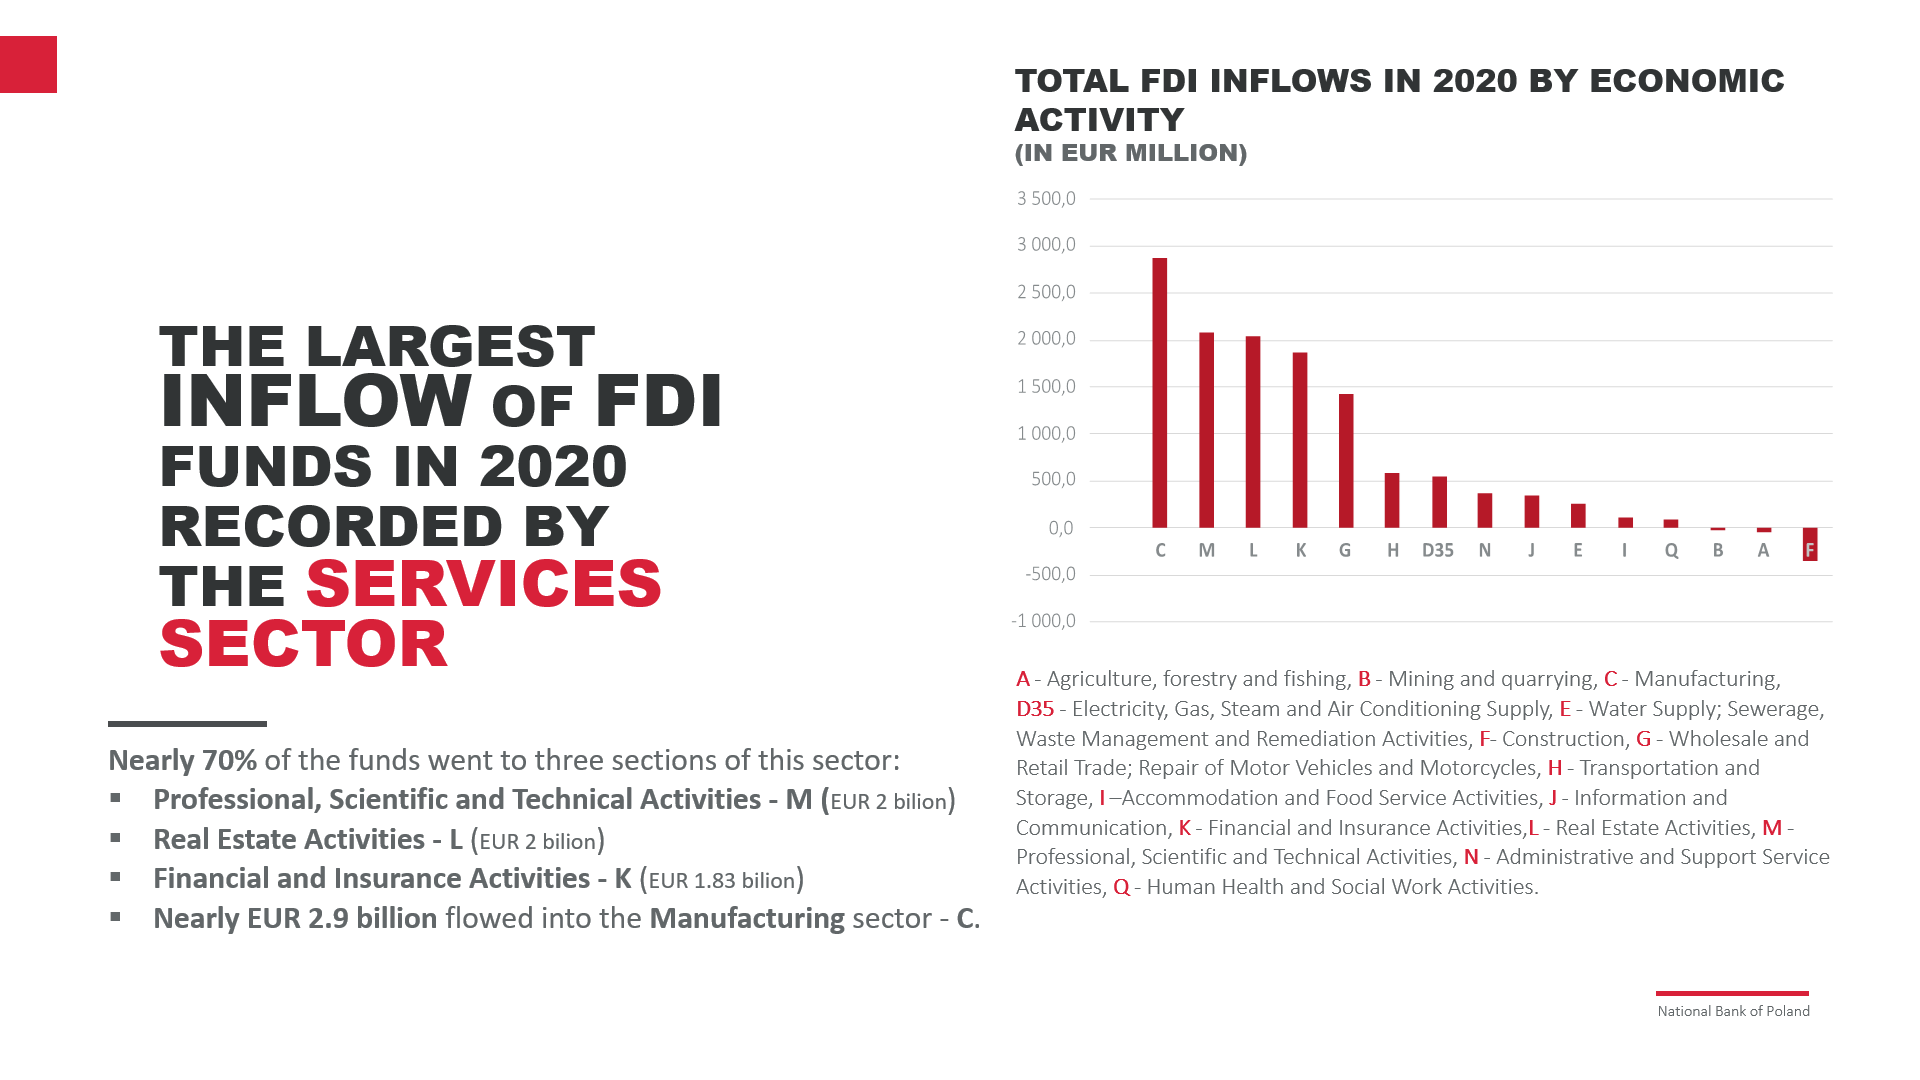 THE LARGEST
INFLOW OF FDI
FUNDS IN 2020
RECORDED BY
THE SERVICES
SECTOR
Nearly 70% of the funds went to three sections of this sector:
▪ Professional, Scientific and Technical Activities - M (EUR 2 bilion)
▪ Real Estate Activities - L (EUR 2 bilion)
▪ Financial and Insurance Activities - K (EUR 1.83 bilion)
▪ Nearly EUR 2.9 billion flowed into the Manufacturing sector - C.
TOTAL FDI INFLOWS IN 2020 BY ECONOMIC
ACTIVITY
(IN EUR MILLION)
3 500,0
3 000,0
2 500,0
2 000,0
1 500,0
1 000,0
500,0
0,0
-500,0
-1 000,0
C M L K G H D35 N J E I Q B A F
A - Agriculture, forestry and fishing, B - Mining and quarrying, C - Manufacturing,
D35 - Electricity, Gas, Steam and Air Conditioning Supply, E - Water Supply; Sewerage,
Waste Management and Remediation Activities, F- Construction, G - Wholesale and
Retail Trade; Repair of Motor Vehicles and Motorcycles, H - Transportation and
Storage, I –Accommodation and Food Service Activities, J - Information and
Communication, K - Financial and Insurance Activities,L - Real Estate Activities, M -
Professional, Scientific and Technical Activities, N - Administrative and Support Service
Activities, Q - Human Health and Social Work Activities.
National Bank of Poland